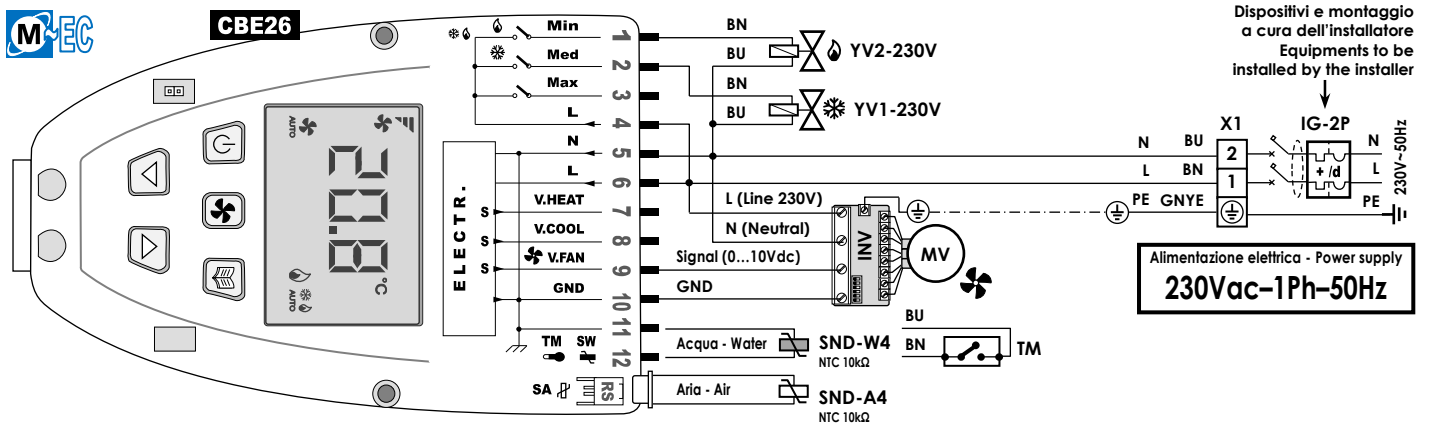 M EC
CBE26
AUTO
20.8
°C
AUTO
Min
Med
Max
L
N
L
V.HEAT
V.COOL
V.FAN
GND
S
S
S
ELECTR.
TM SW
SA
RS
1
2
3
4
5
6
7
8
9
10
11
12
BN
BU
YV2-230V
BN
BU
YV1-230V
L (Line 230V)
N (Neutral)
Signal (0...10Vdc)
GND
INV
MV
Acqua - Water
SND-W4
NTC 10kΩ
Aria - Air
SND-A4
NTC 10kΩ
BU
BN
TM
Dispositivi e montaggio
a cura dell'installatore
Equipments to be
installed by the installer
X1
IG-2P
N BU 2
L BN 1
PE GNYE
+ /d
N
L
PE
230V~50Hz
Alimentazione elettrica - Power supply
230Vac–1Ph–50Hz